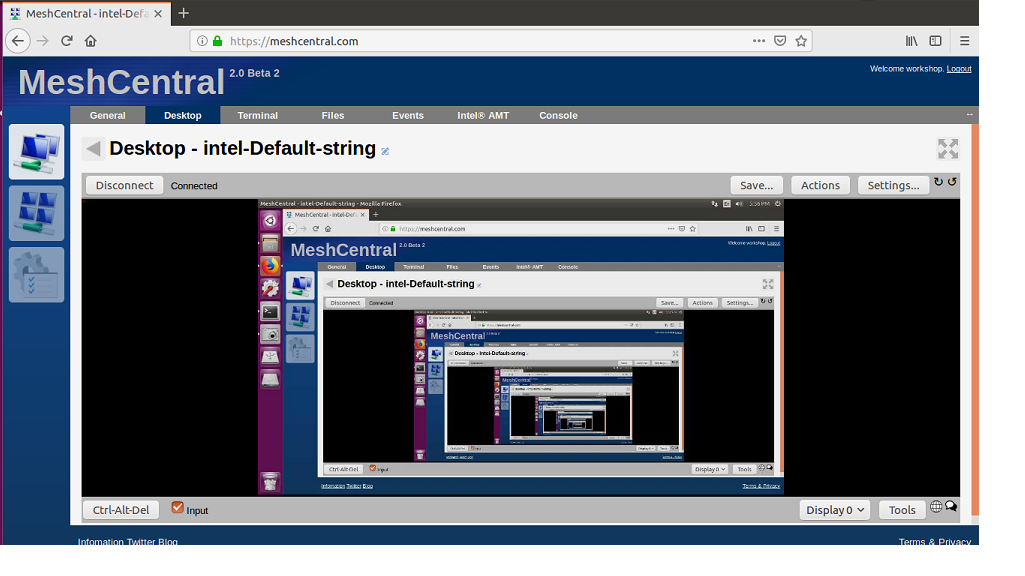 MeshCentral - intel-Defa
https://meshcentral.com
MeshCentral 2.0 Beta 2
Welcome workshop. Logout
General Desktop Terminal Files Events Intel® AMT Console
Desktop - intel-Default-string
Disconnect Connected Save... Actions Settings...
MeshCentral - intel-Default-string - Mozilla Firefox
5:56 PM
MeshCentral - intel-Def
https://meshcentral.com
MeshCentral 2.0 Beta 2
Welcome workshop. Logout
General Desktop Terminal Files Events Intel® AMT Console
Desktop - intel-Default-string
Disconnect Connected Save... Actions Settings...
MeshCentral
Desktop - intel-Default-string
MeshCentral
Ctrl-Alt-Del Input Display 0 Tools
Infomation Twitter Blog Terms & Privacy
Ctrl-Alt-Del Input Display 0 Tools
Infomation Twitter Blog Terms & Privacy